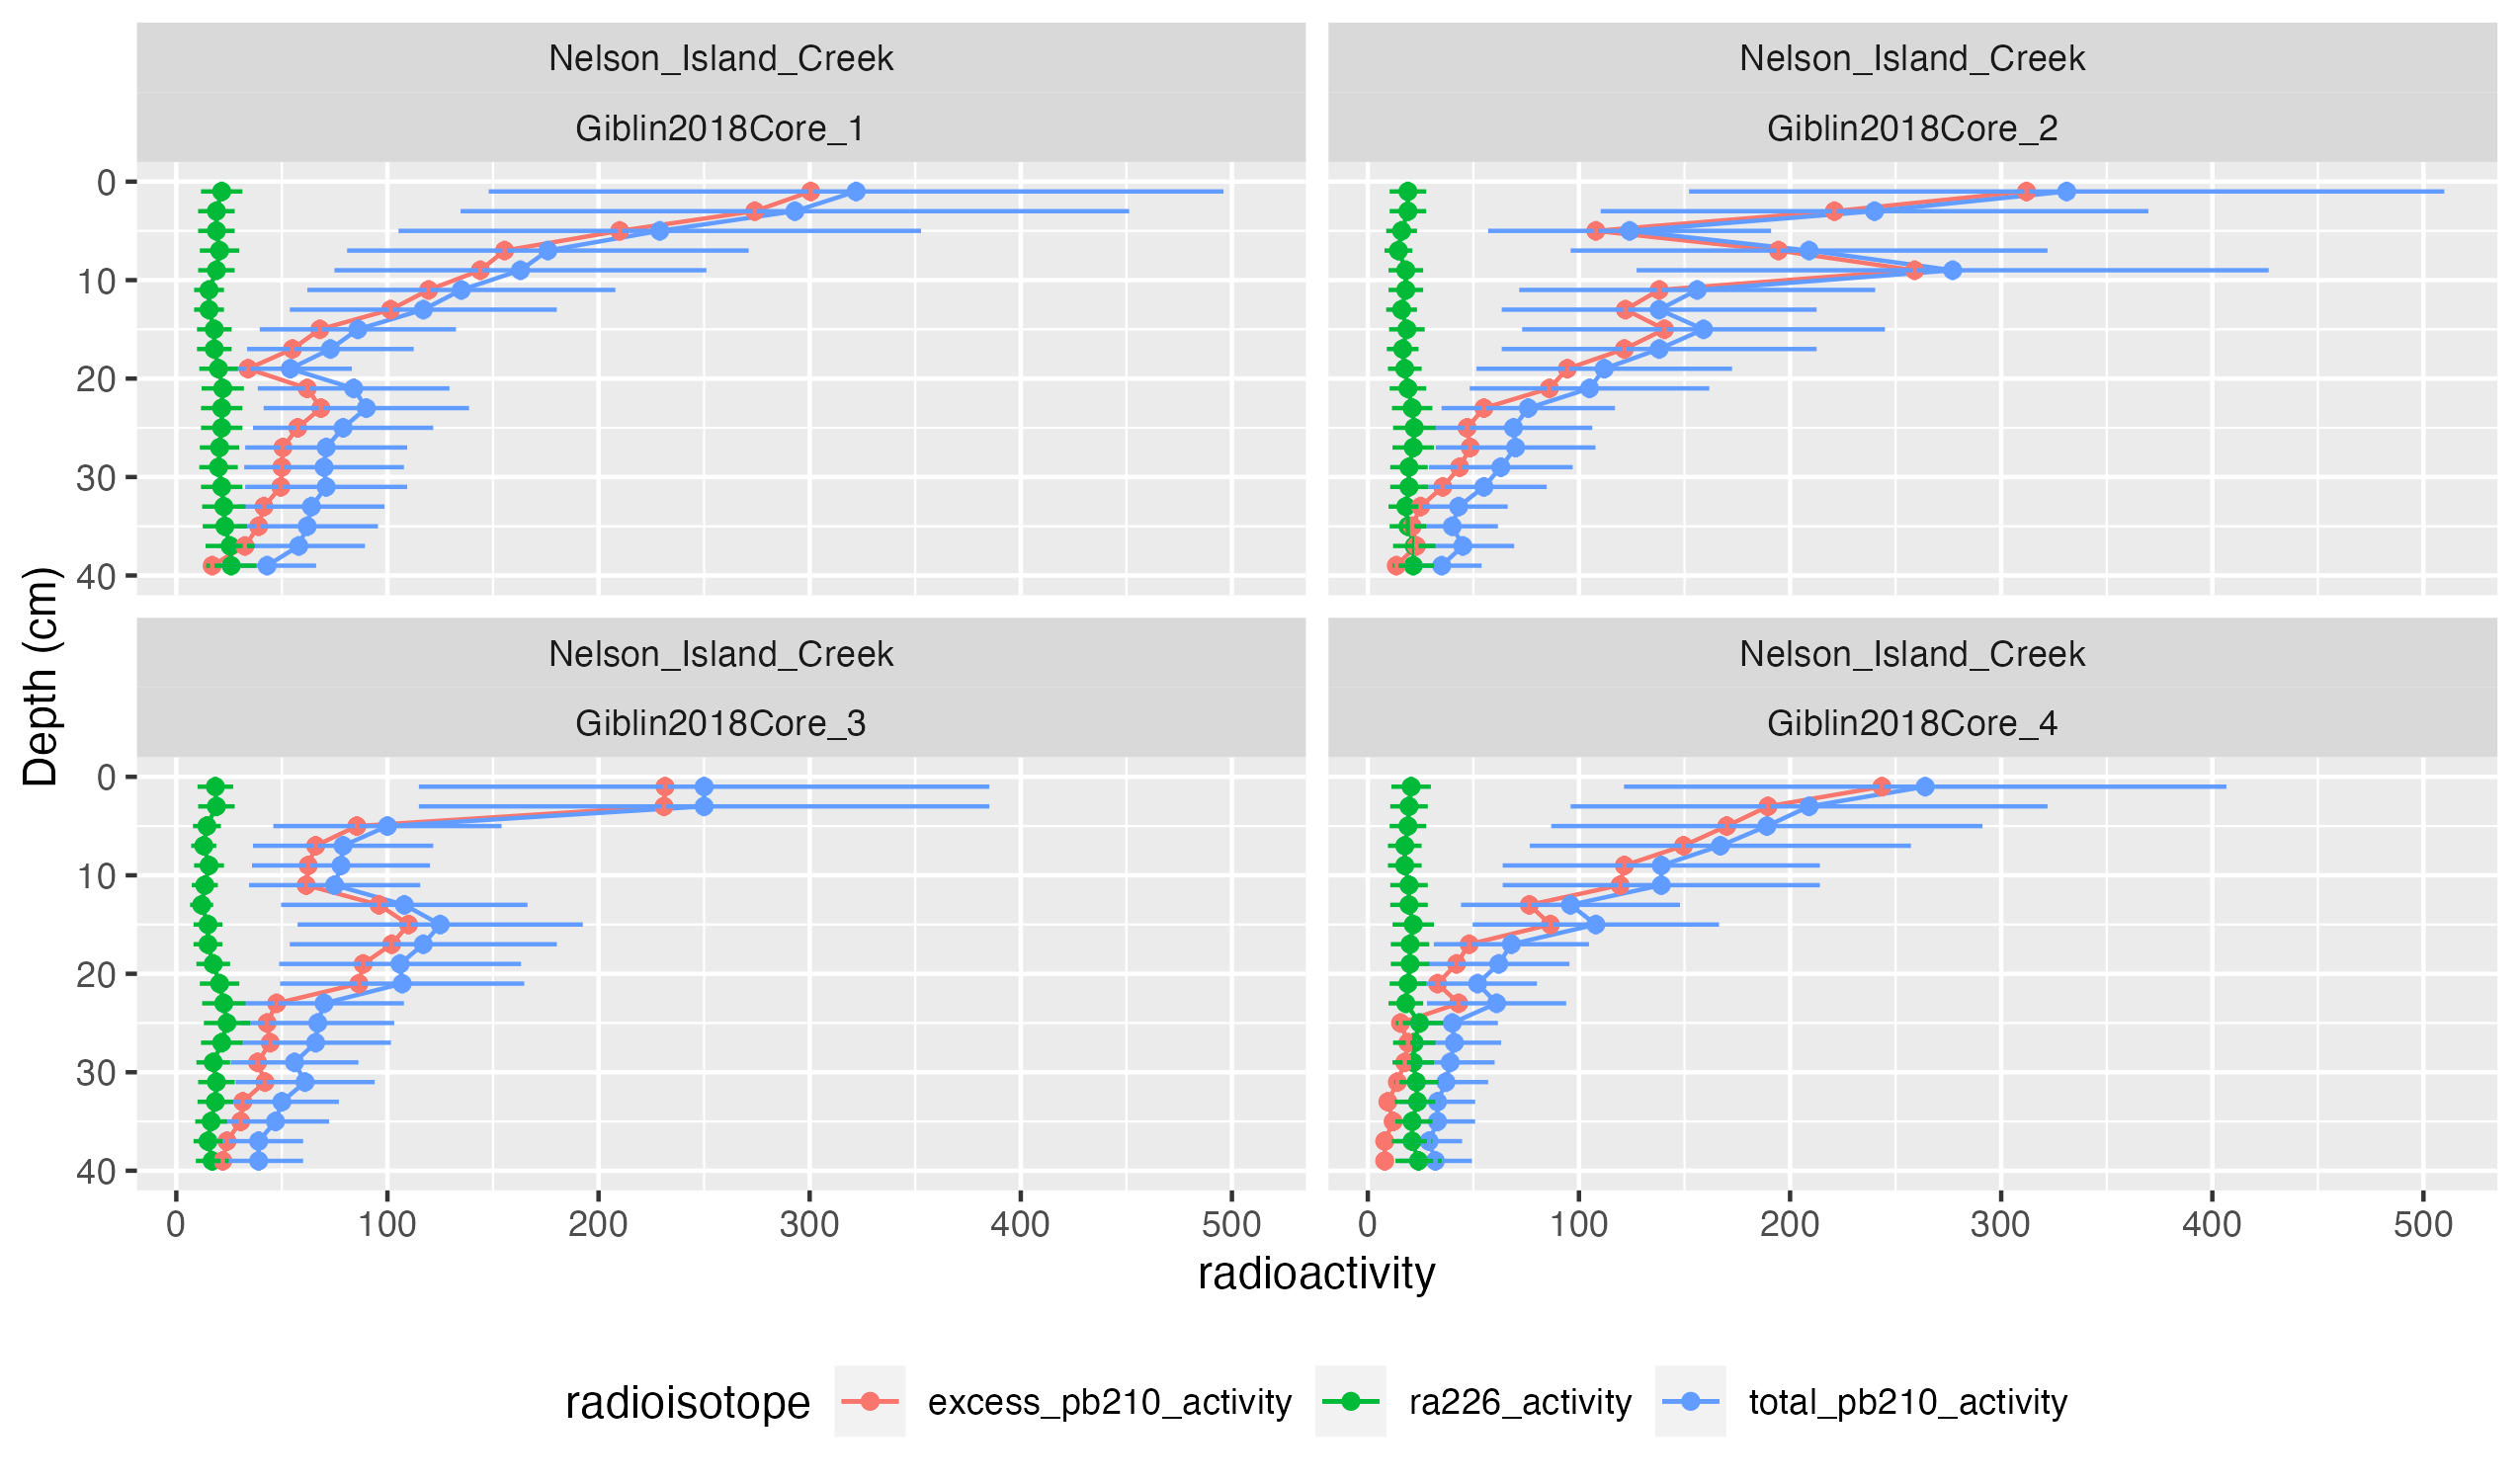 Nelson_Island_Creek
Giblin2018Core_1
Nelson_Island_Creek
Giblin2018Core_2
0
10
20
30
40
Nelson_Island_Creek
Giblin2018Core_3
Nelson_Island_Creek
Giblin2018Core_4
0
10
20
30
40
Depth (cm)
0 100 200 300 400 500
0 100 200 300 400 500
radioactivity
radioisotope excess_pb210_activity ra226_activity total_pb210_activity